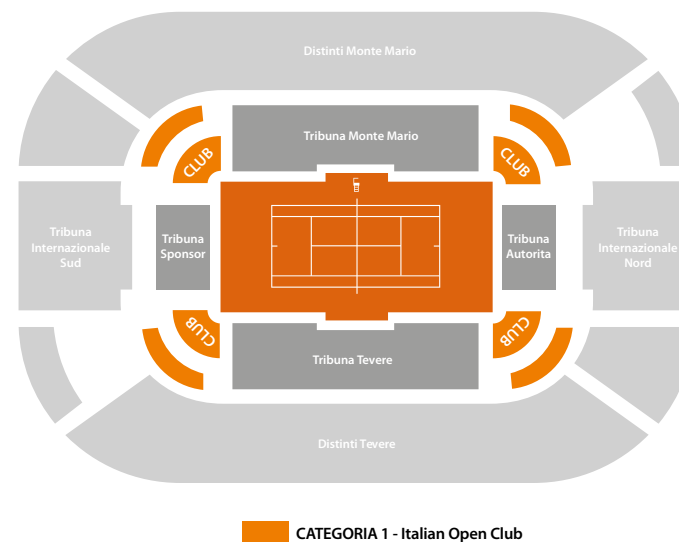 Distinti Monte Mario
Tribuna Monte Mario
CLUB
CLUB
Tribuna
Internazionale
Sud
Tribuna
Sponsor
Tribuna
Autorita
Tribuna
Internazionale
Nord
CLUB
CLUB
Tribuna Tevere
Distinti Tevere
CATEGORIA 1 - Italian Open Club